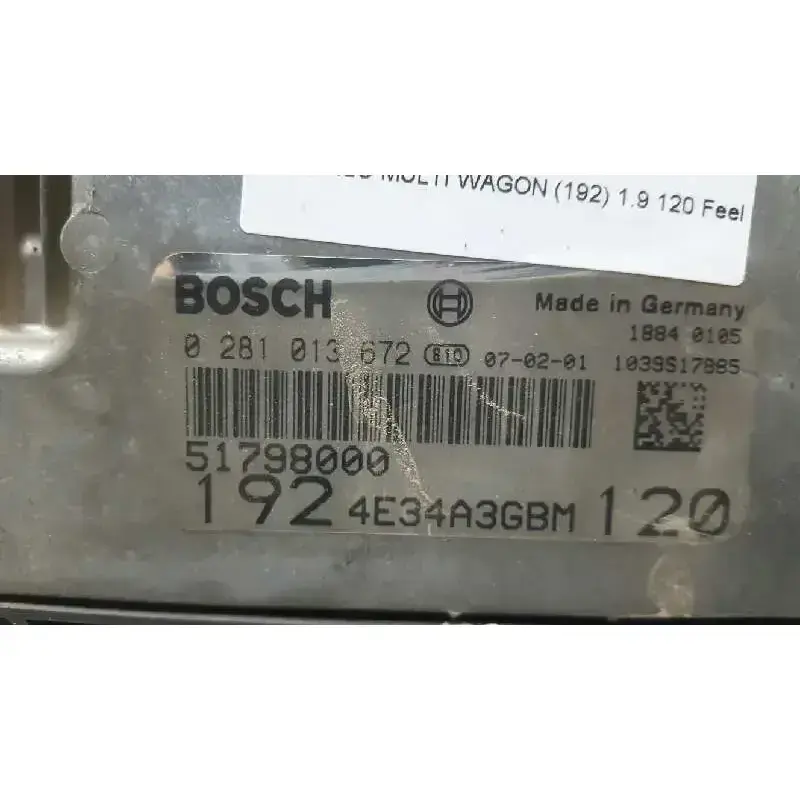 MULTI WAGON (192) 1.9 120 Feel
BOSCH Made in Germany
1884 0105
0 281 013 672 810 07-02-01 1039S17885
51798000
192 4E34A3GBM 120